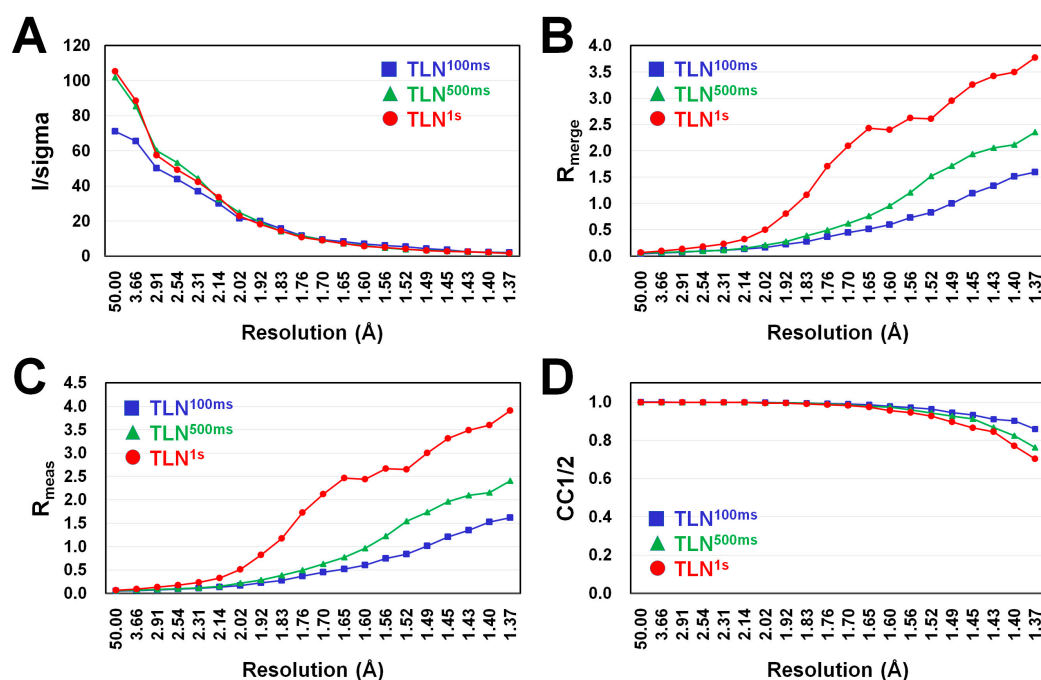 A
I/sigma
120
100
80
60
40
20
0
TLN100ms
TLN500ms
TLN1s
50.00 3.66 2.91 2.54 2.31 2.14 2.02 1.92 1.83 1.76 1.70 1.65 1.60 1.56 1.52 1.49 1.45 1.43 1.40 1.37
Resolution (Å)
B
Rmerge
4.0
3.5
3.0
2.5
2.0
1.5
1.0
0.5
0.0
TLN100ms
TLN500ms
TLN1s
50.00 3.66 2.91 2.54 2.31 2.14 2.02 1.92 1.83 1.76 1.70 1.65 1.60 1.56 1.52 1.49 1.45 1.43 1.40 1.37
Resolution (Å)
C
Rmeas
4.5
4.0
3.5
3.0
2.5
2.0
1.5
1.0
0.5
0.0
TLN100ms
TLN500ms
TLN1s
50.00 3.66 2.91 2.54 2.31 2.14 2.02 1.92 1.83 1.76 1.70 1.65 1.60 1.56 1.52 1.49 1.45 1.43 1.40 1.37
Resolution (Å)
D
CC1/2
1.0
0.8
0.6
0.4
0.2
0.0
TLN100ms
TLN500ms
TLN1s
50.00 3.66 2.91 2.54 2.31 2.14 2.02 1.92 1.83 1.76 1.70 1.65 1.60 1.56 1.52 1.49 1.45 1.43 1.40 1.37
Resolution (Å)